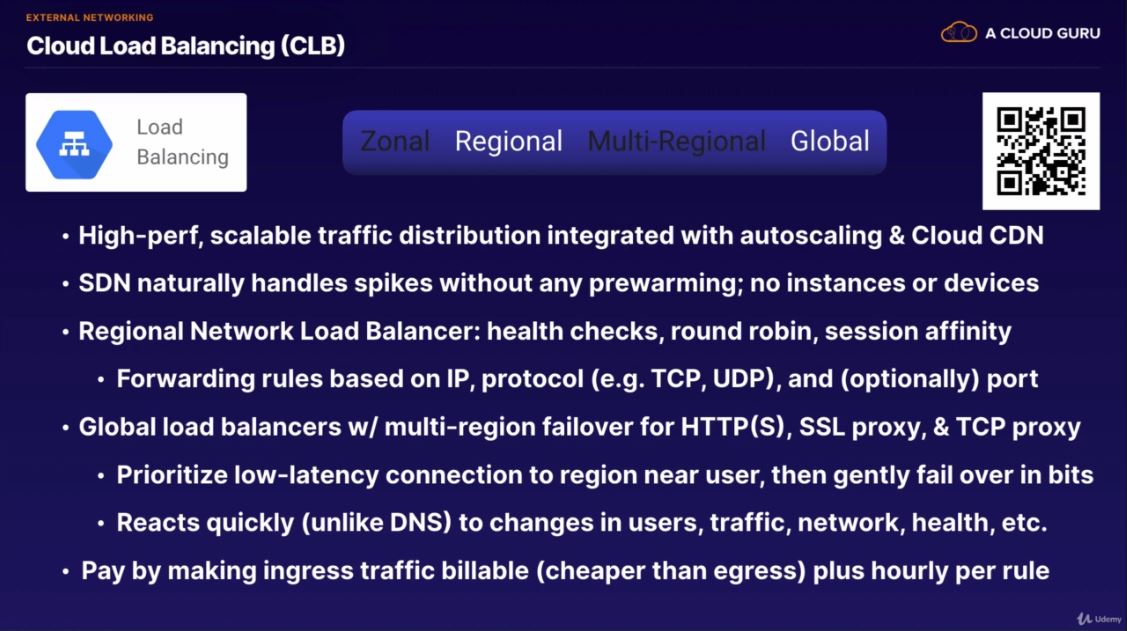 EXTERNAL NETWORKING
Cloud Load Balancing (CLB)
A CLOUD GURU
Load
Balancing
Zonal Regional Multi-Regional Global
• High-perf, scalable traffic distribution integrated with autoscaling & Cloud CDN
• SDN naturally handles spikes without any prewarming; no instances or devices
• Regional Network Load Balancer: health checks, round robin, session affinity
• Forwarding rules based on IP, protocol (e.g. TCP, UDP), and (optionally) port
• Global load balancers w/ multi-region failover for HTTP(S), SSL proxy, & TCP proxy
• Prioritize low-latency connection to region near user, then gently fail over in bits
• Reacts quickly (unlike DNS) to changes in users, traffic, network, health, etc.
• Pay by making ingress traffic billable (cheaper than egress) plus hourly per rule
Udemy